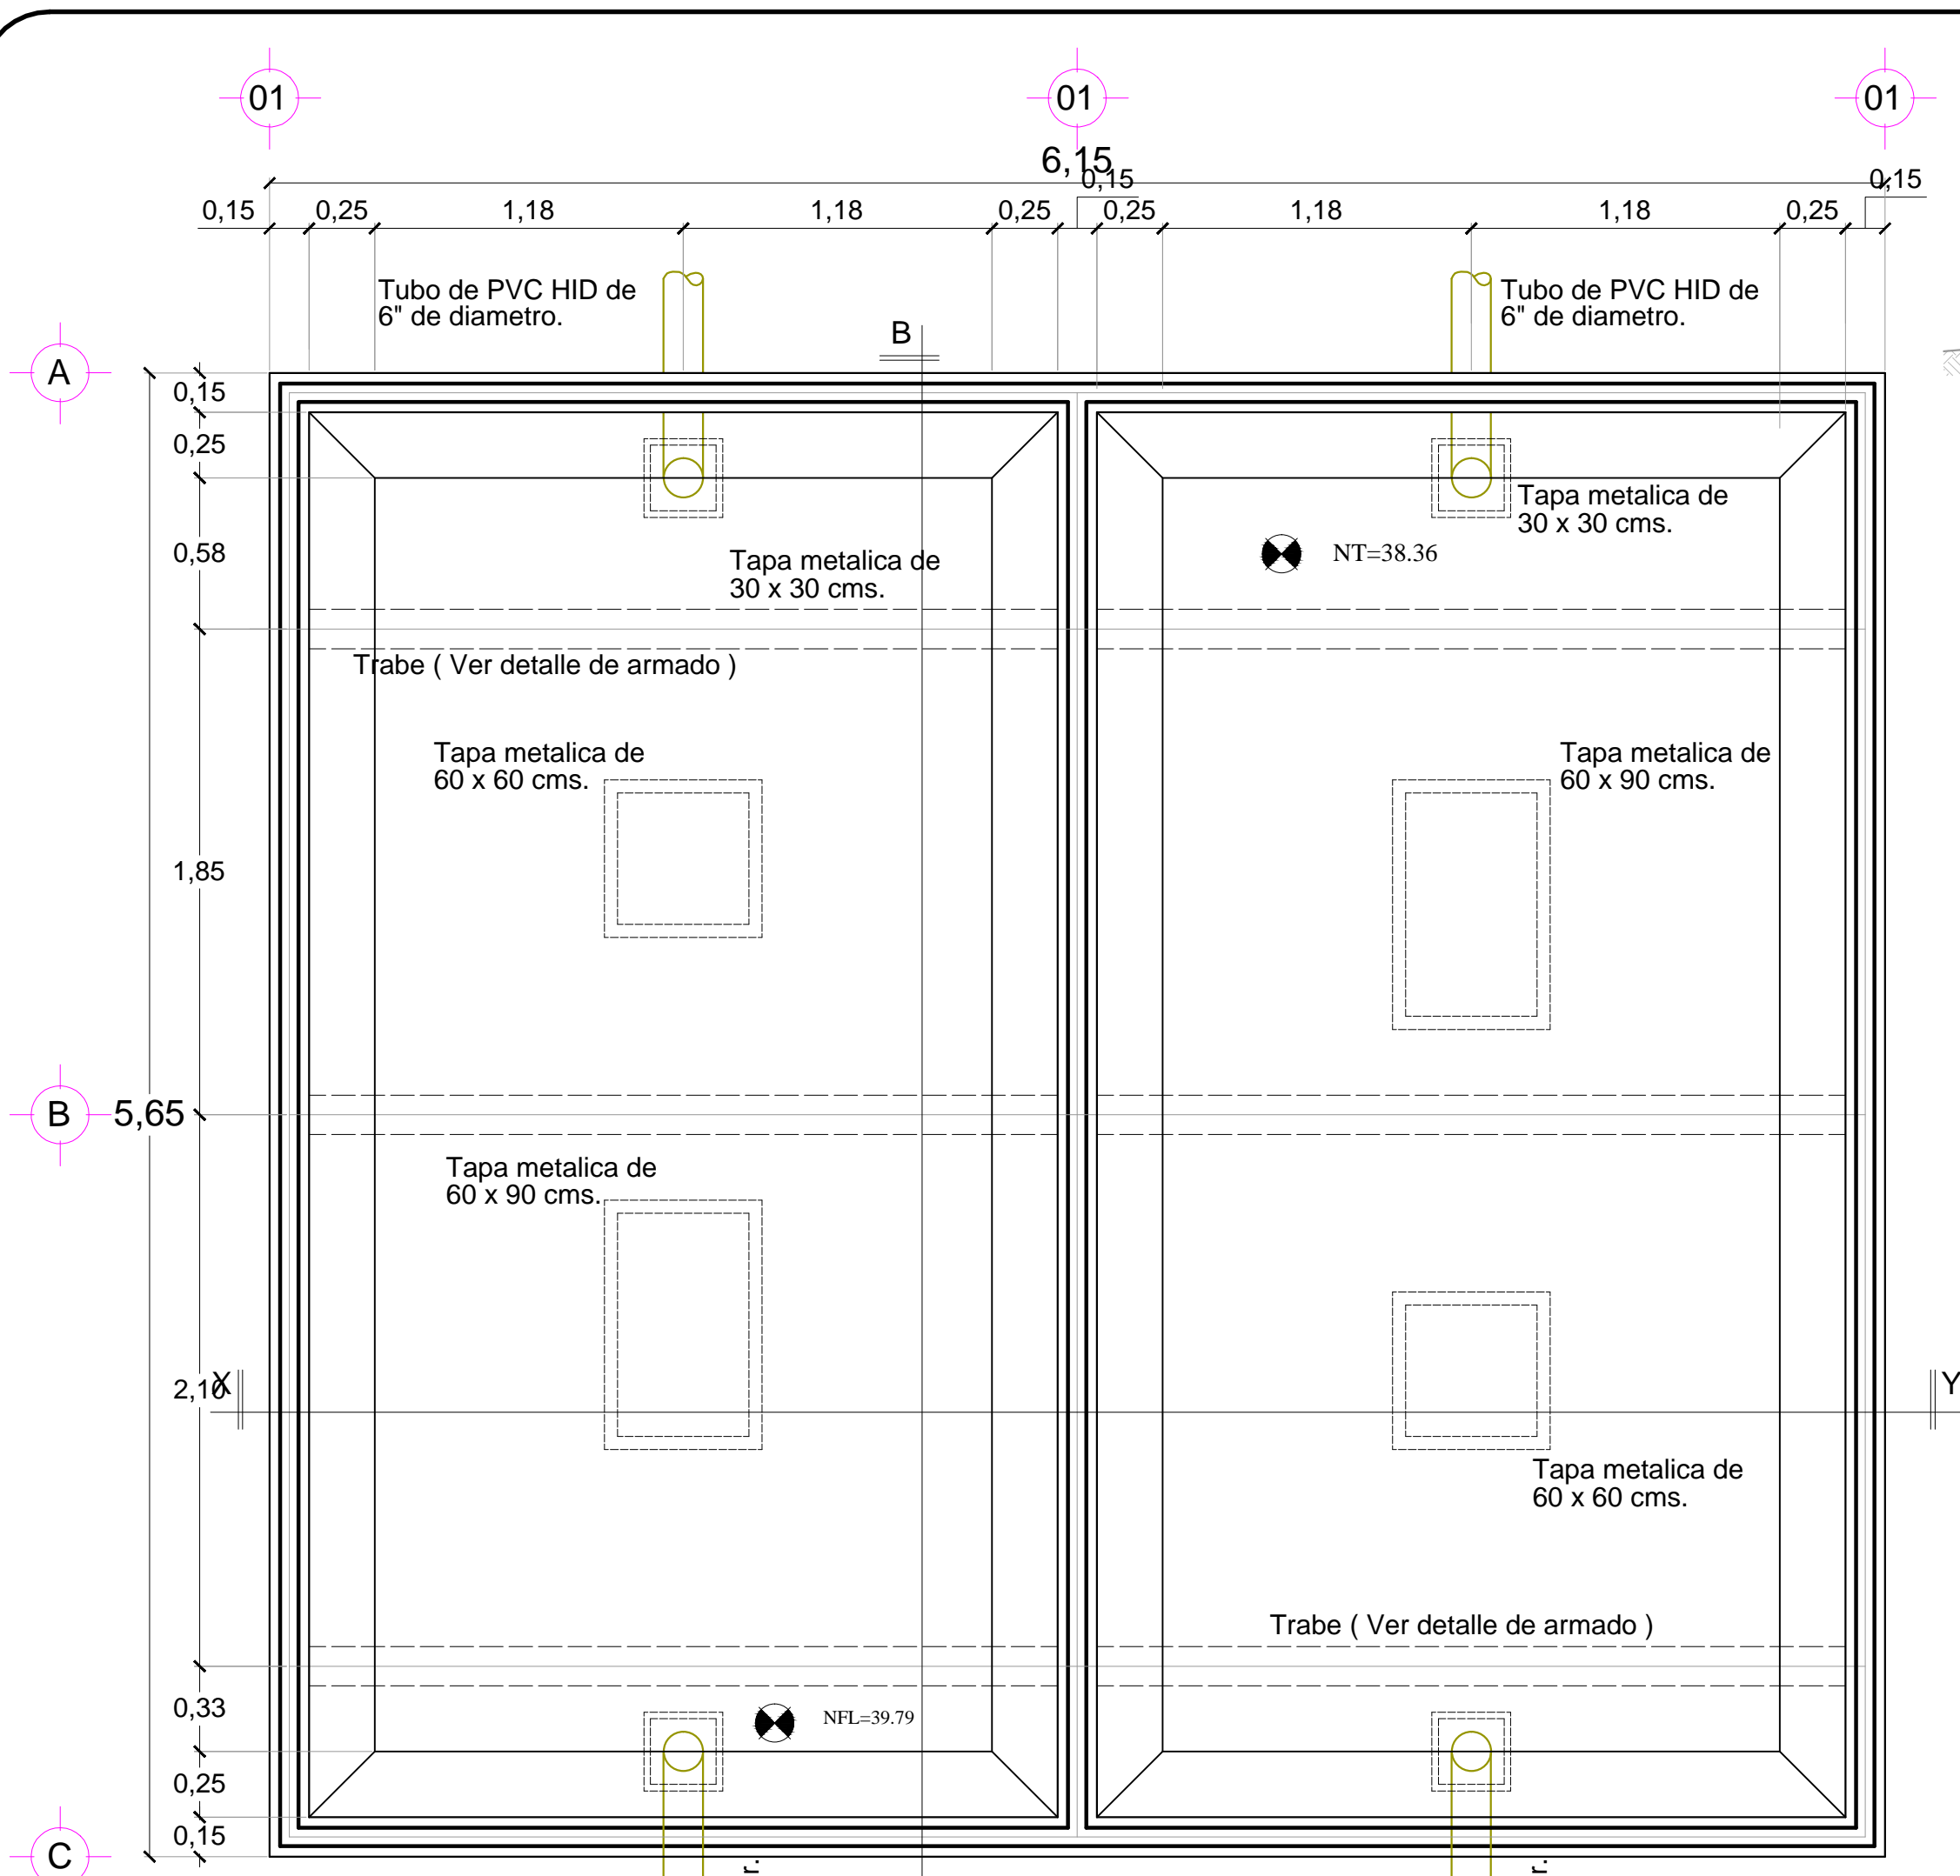 01 01 01
6,15
0,15 0,15
0,15 0,25 1,18 1,18 0,25 0,25 1,18 1,18 0,25
Tubo de PVC HID de
6" de diametro.
Tubo de PVC HID de
6" de diametro.
B
A
0,15
0,25
Tapa metalica de
30 x 30 cms.
0,58
NT=38.36
Tapa metalica de
30 x 30 cms.
Trabe ( Ver detalle de armado )
Tapa metalica de
60 x 60 cms.
Tapa metalica de
60 x 90 cms.
1,85
B
5,65
Tapa metalica de
60 x 90 cms.
2,10
X
Y
Tapa metalica de
60 x 60 cms.
Trabe ( Ver detalle de armado )
0,33
NFL=39.79
0,25
0,15
C
r.
r.